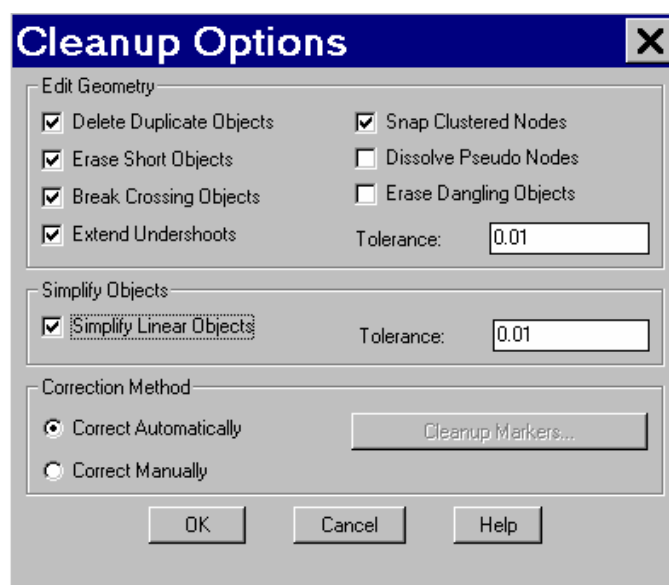 Cleanup Options
Edit Geometry
Delete Duplicate Objects
Snap Clustered Nodes
Erase Short Objects
Dissolve Pseudo Nodes
Break Crossing Objects
Erase Dangling Objects
Extend Undershoots
Tolerance: 0.01
Simplify Objects
Simplify Linear Objects
Tolerance: 0.01
Correction Method
Correct Automatically
Cleanup Markers...
Correct Manually
OK Cancel Help